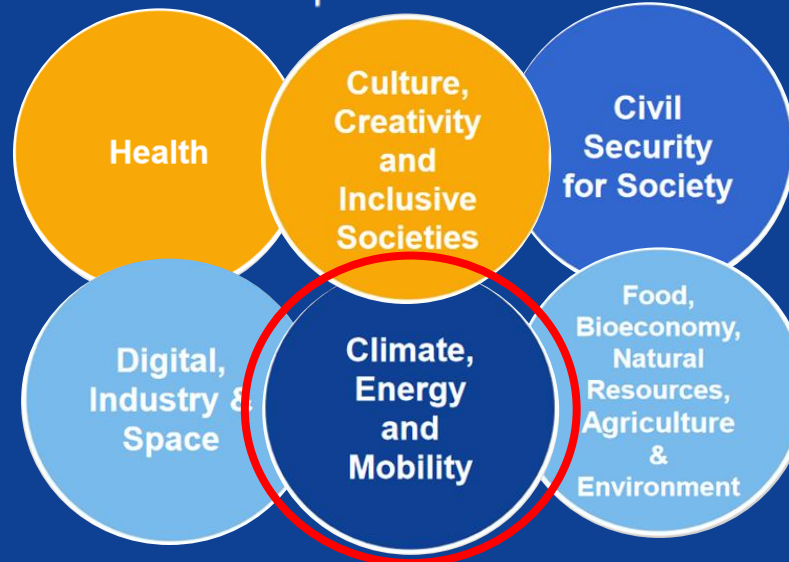 Health
Culture,
Creativity
and
Inclusive
Societies
Civil
Security
for Society
Digital,
Industry &
Space
Climate,
Energy
and
Mobility
Food,
Bioeconomy,
Natural
Resources,
Agriculture
&
Environment